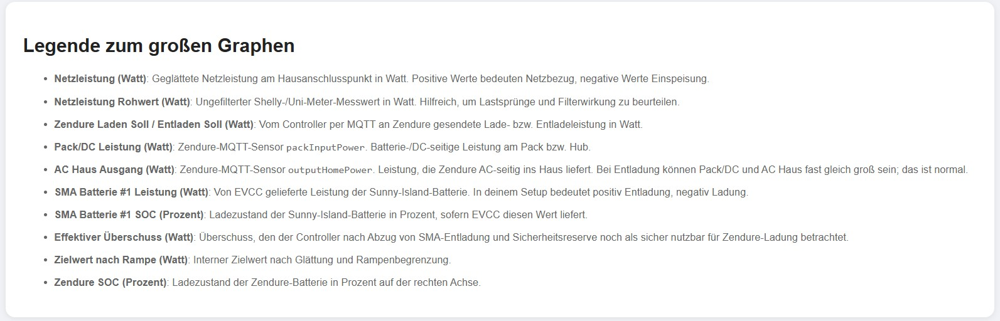 Legende zum großen Graphen
• Netzleistung (Watt): Geglättete Netzleistung am Hausanschlusspunkt in Watt. Positive Werte bedeuten Netzbezug, negative Werte Einspeisung.
• Netzleistung Rohwert (Watt): Ungefilterter Shelly-/Uni-Meter-Messwert in Watt. Hilfreich, um Lastsprünge und Filterwirkung zu beurteilen.
• Zendure Laden Soll / Entladen Soll (Watt): Vom Controller per MQTT an Zendure gesendete Lade- bzw. Entladeleistung in Watt.
• Pack/DC Leistung (Watt): Zendure-MQTT-Sensor packInputPower. Batterie-/DC-seitige Leistung am Pack bzw. Hub.
• AC Haus Ausgang (Watt): Zendure-MQTT-Sensor outputHomePower. Leistung, die Zendure AC-seitig ins Haus liefert. Bei Entladung können Pack/DC und AC Haus fast gleich groß sein; das ist normal.
• SMA Batterie #1 Leistung (Watt): Von EVCC gelieferte Leistung der Sunny-Island-Batterie. In deinem Setup bedeutet positiv Entladung, negativ Ladung.
• SMA Batterie #1 SOC (Prozent): Ladezustand der Sunny-Island-Batterie in Prozent, sofern EVCC diesen Wert liefert.
• Effektiver Überschuss (Watt): Überschuss, den der Controller nach Abzug von SMA-Entladung und Sicherheitsreserve noch als sicher nutzbar für Zendure-Ladung betrachtet.
• Zielwert nach Rampe (Watt): Interner Zielwert nach Glättung und Rampenbegrenzung.
• Zendure SOC (Prozent): Ladezustand der Zendure-Batterie in Prozent auf der rechten Achse.